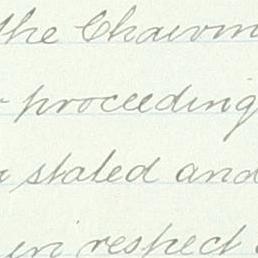 the Chairm
proceeding
stated and
in respect